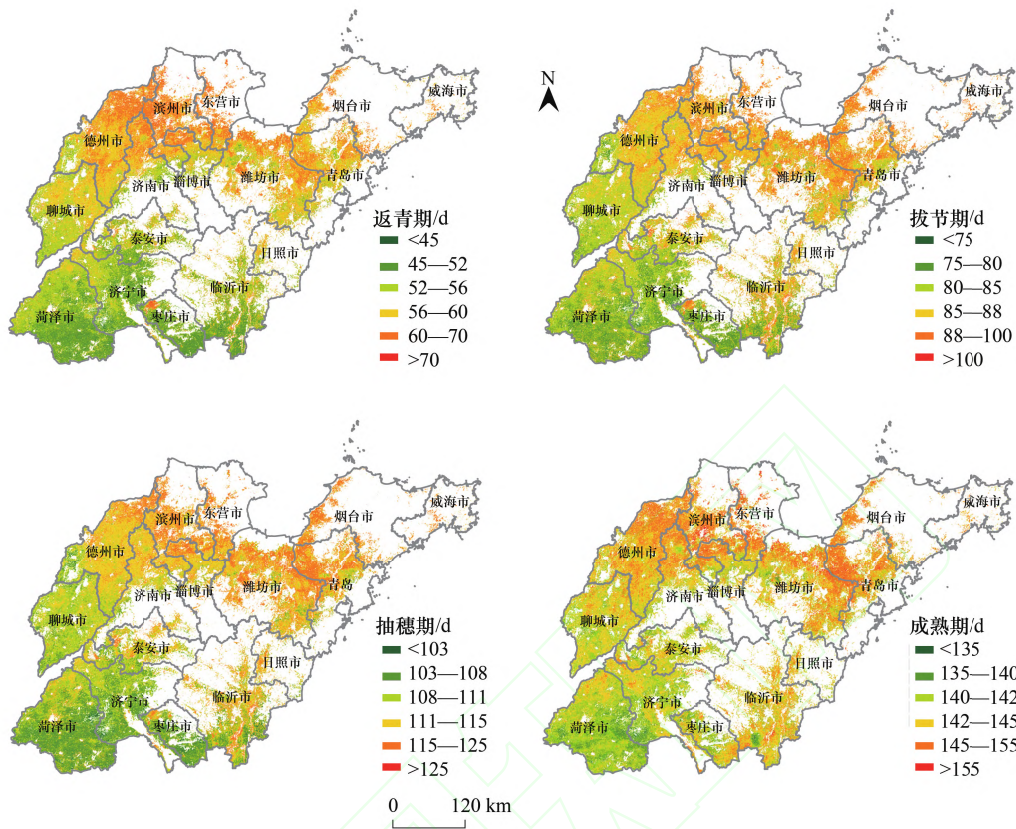 威海市
烟台市
东营市
滨州市
德州市
青岛市
潍坊市
淄博市
济南市
聊城市
泰安市
日照市
临沂市
济宁市
枣庄市
菏泽市
返青期/d
<45
45—52
52—56
56—60
60—70
>70
N
威海市
烟台市
东营市
滨州市
德州市
青岛市
潍坊市
淄博市
济南市
聊城市
泰安市
日照市
临沂市
济宁市
枣庄市
菏泽市
拔节期/d
<75
75—80
80—85
85—88
88—100
>100
威海市
烟台市
东营市
滨州市
德州市
青岛
潍坊市
淄博市
济南市
聊城市
泰安市
日照市
临沂市
济宁市
枣庄市
菏泽市
抽穗期/d
<103
103—108
108—111
111—115
115—125
>125
威海市
烟台市
东营市
滨州市
德州市
青岛市
潍坊市
淄博市
济南市
聊城市
泰安市
日照市
临沂市
济宁市
枣庄市
菏泽市
成熟期/d
<135
135—140
140—142
142—145
145—155
>155
0 120 km